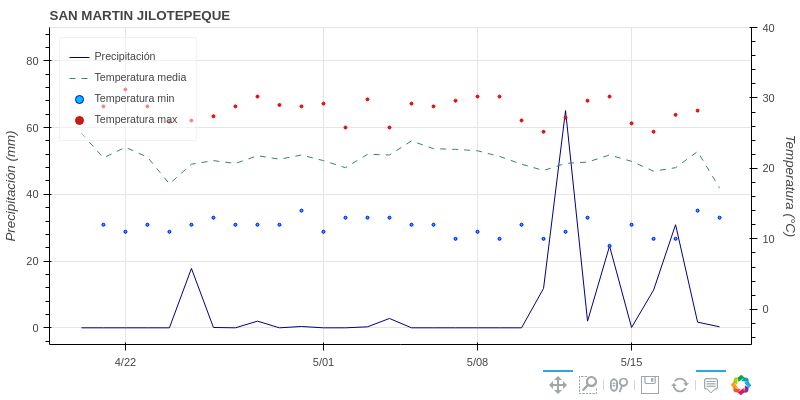 SAN MARTIN JILOTEPEQUE
Precipitación
Temperatura media
Temperatura min
Temperatura max
Precipitación (mm)
80
60
40
20
0
Temperatura (°C)
40
30
20
10
0
4/22
5/01
5/08
5/15